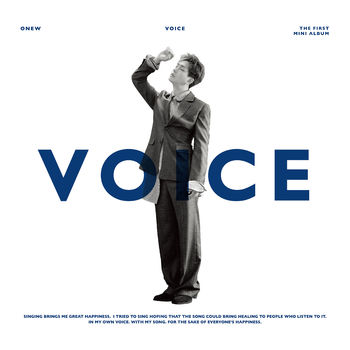 ONEW
VOICE
THE FIRST
MINI ALBUM
VOICE
SINGING BRINGS ME GREAT HAPPINESS. I TRIED TO SING HOPING THAT THE SONG COULD BRING HEALING TO PEOPLE WHO LISTEN TO IT.
IN MY OWN VOICE. WITH MY SONG. FOR THE SAKE OF EVERYONE'S HAPPINESS.